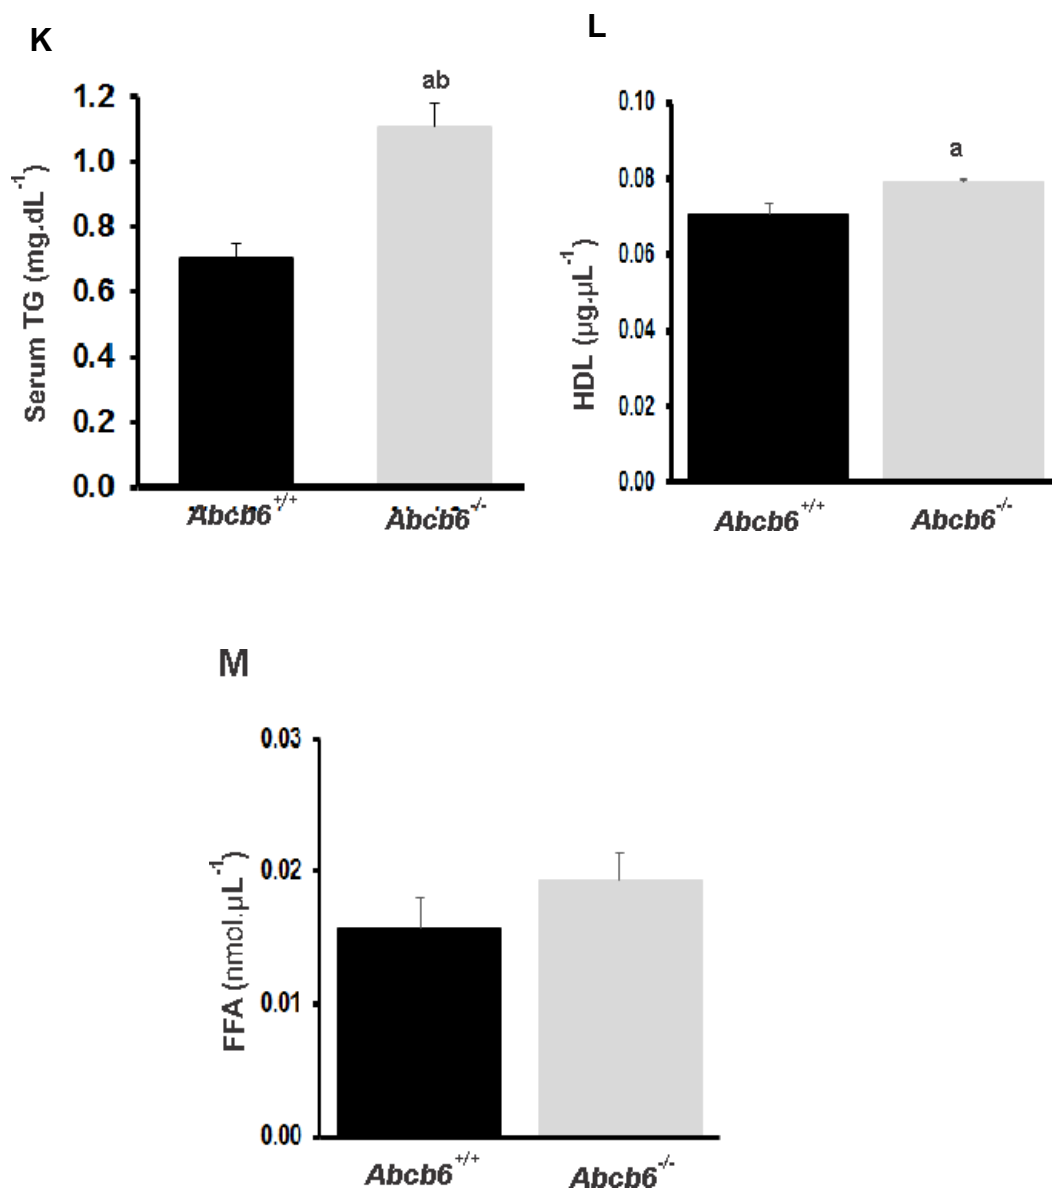 K
ab
1.2
1.0
0.8
0.6
0.4
0.2
0.0
Serum TG (mg.dL⁻¹)
Abcb6⁺/⁺
Abcb6⁻/⁻
L
a
0.10
0.08
0.06
0.04
0.02
0.00
HDL (µg.µL⁻¹)
Abcb6⁺/⁺
Abcb6⁻/⁻
M
0.03
0.02
0.01
0.00
FFA (nmol.µL⁻¹)
Abcb6⁺/⁺
Abcb6⁻/⁻